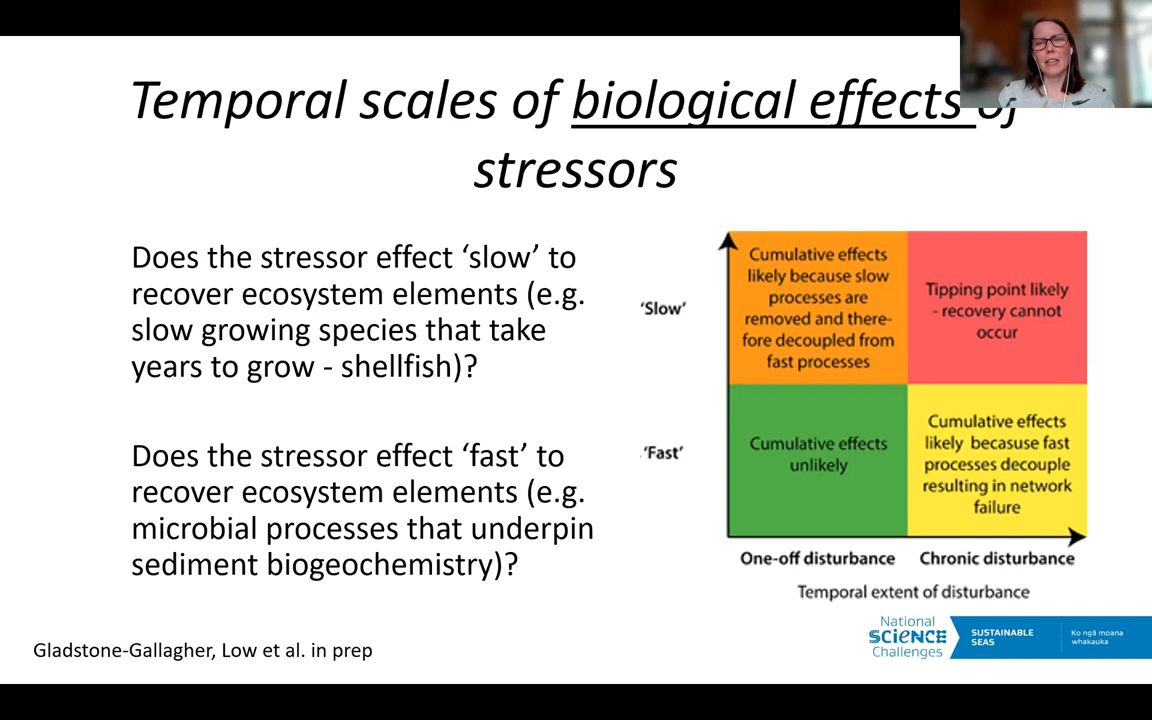 Temporal scales of biological effects of
stressors
Does the stressor effect ‘slow’ to
recover ecosystem elements (e.g.
slow growing species that take
years to grow - shellfish)?
Does the stressor effect ‘fast’ to
recover ecosystem elements (e.g.
microbial processes that underpin
sediment biogeochemistry)?
‘Slow’
Cumulative effects
likely because slow
processes are
removed and there-
fore decoupled from
fast processes
Tipping point likely
- recovery cannot
occur
‘Fast’
Cumulative effects
unlikely
Cumulative effects
likely becasuse fast
processes decouple
resulting in network
failure
One-off disturbance
Chronic disturbance
Temporal extent of disturbance
National
SCIENCE
Challenges
SUSTAINABLE
SEAS
Ko ngā moana
whakauka
Gladstone-Gallagher, Low et al. in prep